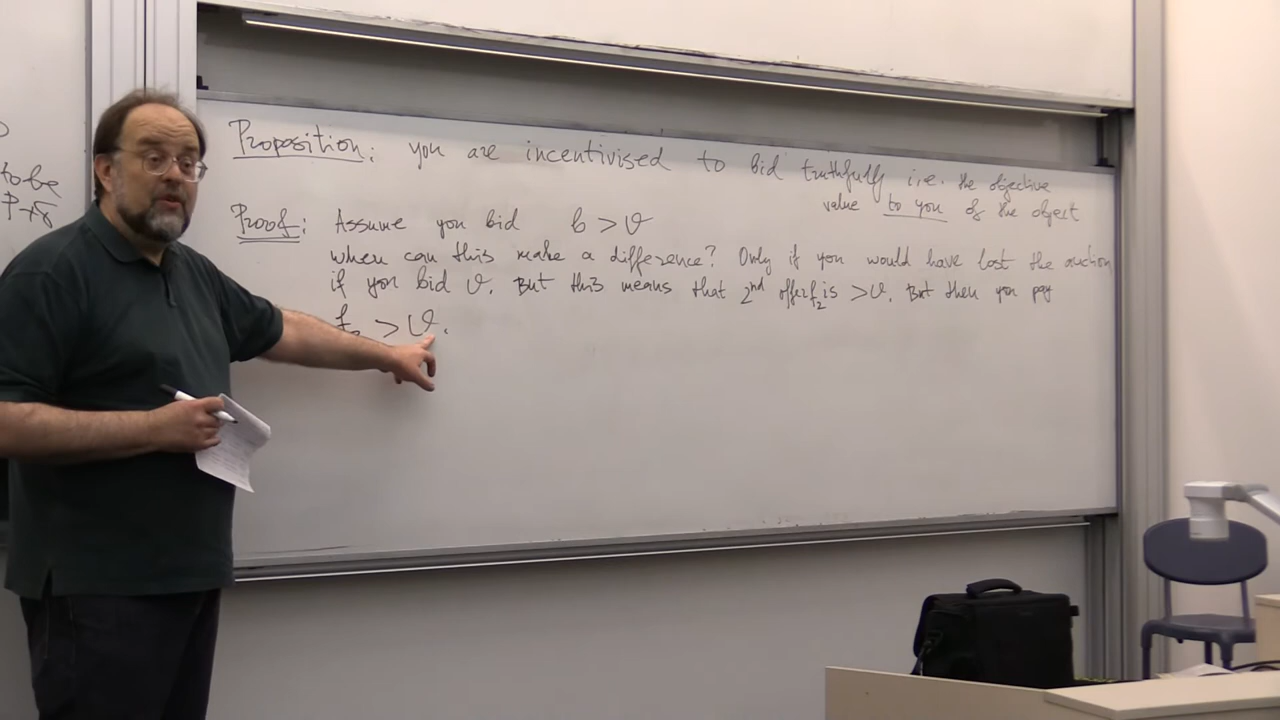 to be
Proposition: you are incentivised to bid truthfully i.e. the objective
value to you of the object
Proof: Assume you bid b > v
when can this make a difference? Only if you would have lost the auction
if you bid v. But this means that 2nd offer f₂ is > v. But then you pay
f₂ > v.